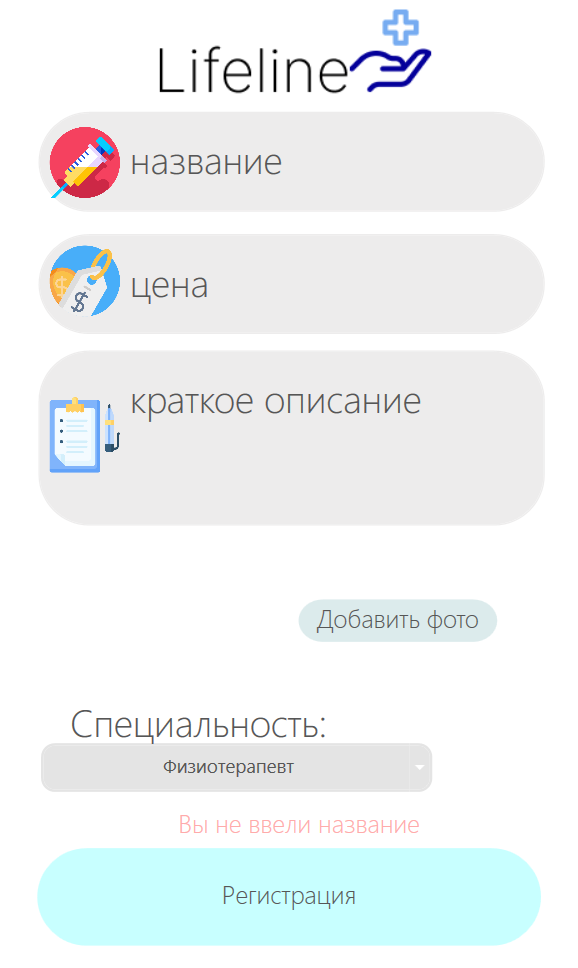 Lifeline
название
цена
краткое описание
Добавить фото
Специальность:
Физиотерапевт
Вы не ввели название
Регистрация